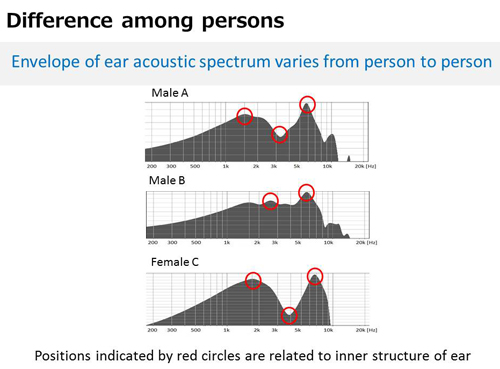 Difference among persons
Envelope of ear acoustic spectrum varies from person to person
Male A
200 300 500 1k 2k 3k 5k 10k 20k [Hz]
Male B
200 300 500 1k 2k 3k 5k 10k 20k [Hz]
Female C
200 300 500 1k 2k 3k 5k 10k 20k [Hz]
Positions indicated by red circles are related to inner structure of ear